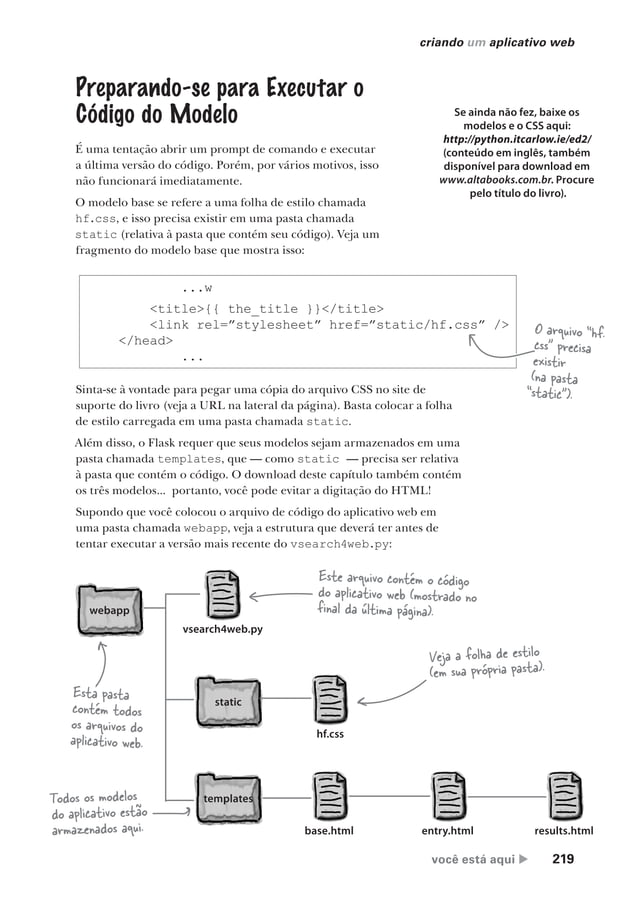 criando um aplicativo web
Preparando-se para Executar o
Código do Modelo
É uma tentação abrir um prompt de comando e executar
a última versão do código. Porém, por vários motivos, isso
não funcionará imediatamente.
O modelo base se refere a uma folha de estilo chamada
hf.css, e isso precisa existir em uma pasta chamada
static (relativa à pasta que contém seu código). Veja um
fragmento do modelo base que mostra isso:
Se ainda não fez, baixe os
modelos e o CSS aqui:
http://python.itcarlow.ie/ed2/
(conteúdo em inglês, também
disponível para download em
www.altabooks.com.br. Procure
pelo título do livro).
...w
<title>{{ the_title }}</title>
<link rel=”stylesheet” href=”static/hf.css” />
</head>
...
O arquivo “hf.
css” precisa
existir
(na pasta
“static”).
Sinta-se à vontade para pegar uma cópia do arquivo CSS no site de
suporte do livro (veja a URL na lateral da página). Basta colocar a folha
de estilo carregada em uma pasta chamada static.
Além disso, o Flask requer que seus modelos sejam armazenados em uma
pasta chamada templates, que — como static — precisa ser relativa
à pasta que contém o código. O download deste capítulo também contém
os três modelos... portanto, você pode evitar a digitação do HTML!
Supondo que você colocou o arquivo de código do aplicativo web em
uma pasta chamada webapp, veja a estrutura que deverá ter antes de
tentar executar a versão mais recente do vsearch4web.py:
webapp
vsearch4web.py
Este arquivo contém o código
do aplicativo web (mostrado no
final da última página).
Esta pasta
contém todos
os arquivos do
aplicativo web.
static
hf.css
Veja a folha de estilo
(em sua própria pasta).
Todos os modelos
do aplicativo estão
armazenados aqui.
templates
base.html
entry.html
results.html
você está aqui ▶ 219